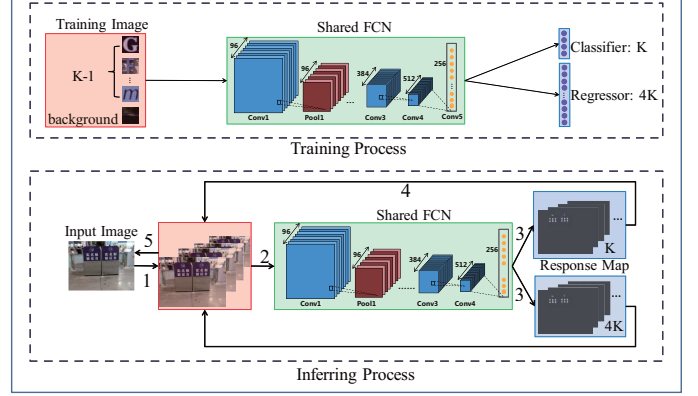 Training Image
Shared FCN
K-1
G
m
background
96
96
384
512
256
...
Conv1
Pool1
Conv3
Conv4
Conv5
Classifier: K
Regressor: 4K
Training Process
4
Input Image
5
1
2
Shared FCN
96
96
384
512
256
......
Conv1
Pool1
Conv3
Conv4
3
3
...
K
Response Map
...
4K
Inferring Process